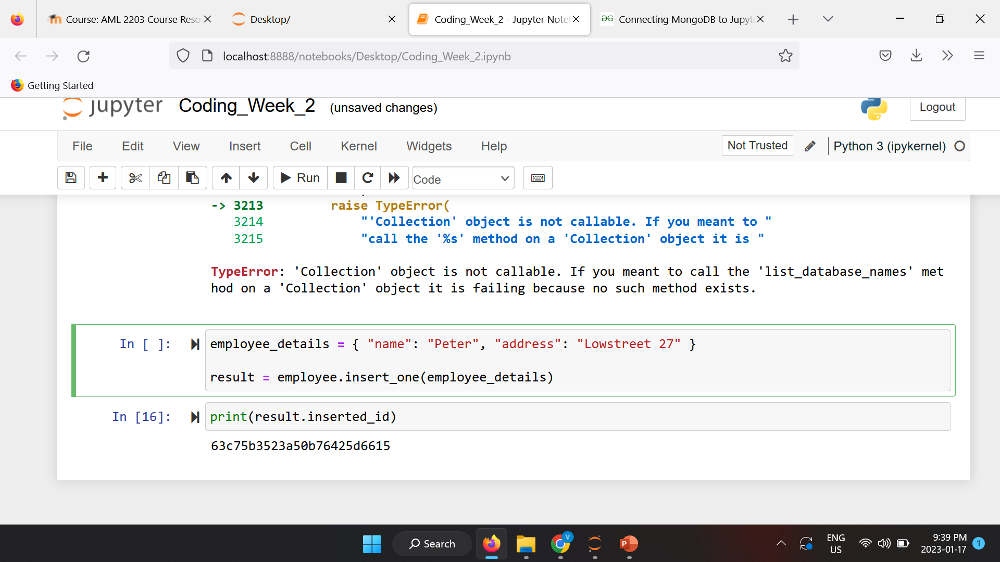 Course: AML 2203 Course Reso
Desktop/
Coding_Week_2 - Jupyter Note
Connecting MongoDB to Jupyt
localhost:8888/notebooks/Desktop/Coding_Week_2.ipynb
Getting Started
jupyter Coding_Week_2 (unsaved changes)
Logout
File Edit View Insert Cell Kernel Widgets Help
Not Trusted
Python 3 (ipykernel)
Run
Code
-> 3213 raise TypeError(
3214 "'Collection' object is not callable. If you meant to "
3215 "call the '%s' method on a 'Collection' object it is "
TypeError: 'Collection' object is not callable. If you meant to call the 'list_database_names' met
hod on a 'Collection' object it is failing because no such method exists.
In [ ]: employee_details = { "name": "Peter", "address": "Lowstreet 27" }
result = employee.insert_one(employee_details)
In [16]: print(result.inserted_id)
63c75b3523a50b76425d6615
Search
V
P
ENG
US
9:39 PM
2023-01-17
1